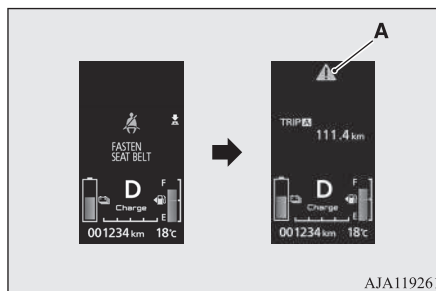 A
FASTEN
SEAT BELT
D
Charge
F
E
001234 km 18℃
TRIP A
111.4 km
D
Charge
F
E
001234 km 18℃
AJA119261